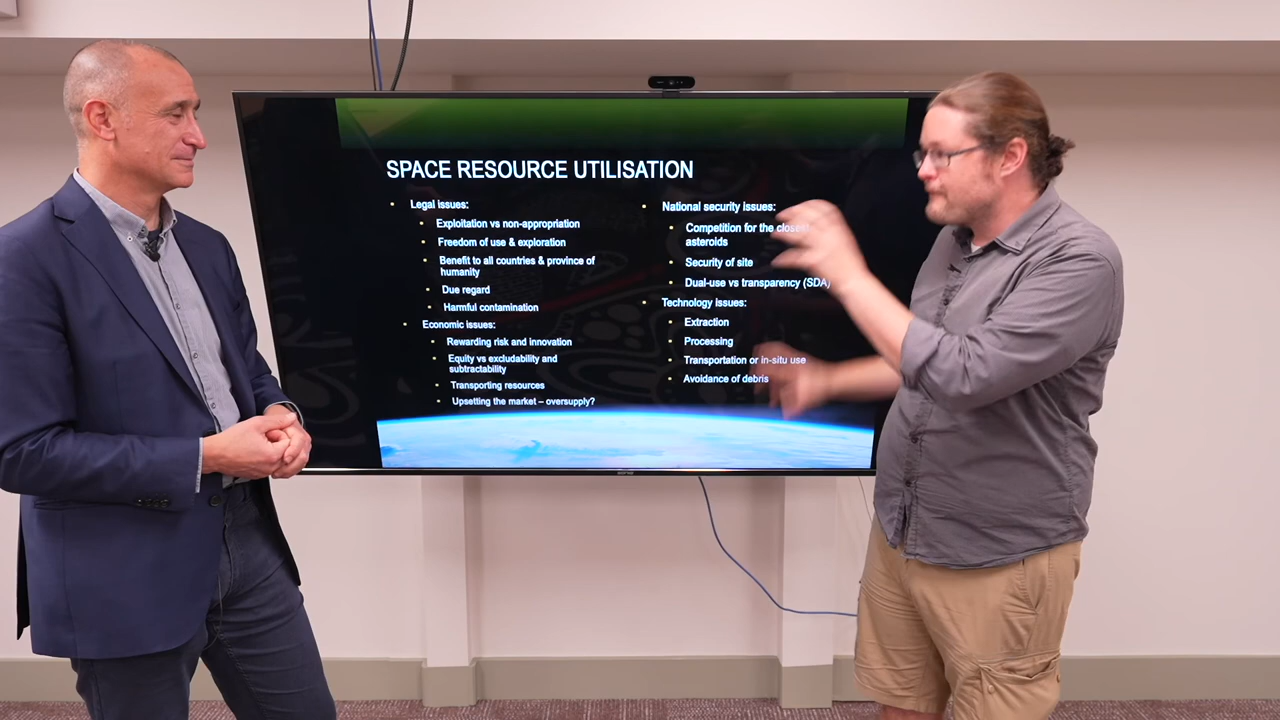 SPACE RESOURCE UTILISATION
Legal issues:
Exploitation vs non-appropriation
Freedom of use & exploration
Benefit to all countries & province of
humanity
Due regard
Harmful contamination
Economic issues:
Rewarding risk and innovation
Equity vs excludability and
subtractability
Transporting resources
Upsetting the market – oversupply?
National security issues:
Competition for the closest
asteroids
Security of site
Dual-use vs transparency (SDA)
Technology issues:
Extraction
Processing
Transportation or in-situ use
Avoidance of debris